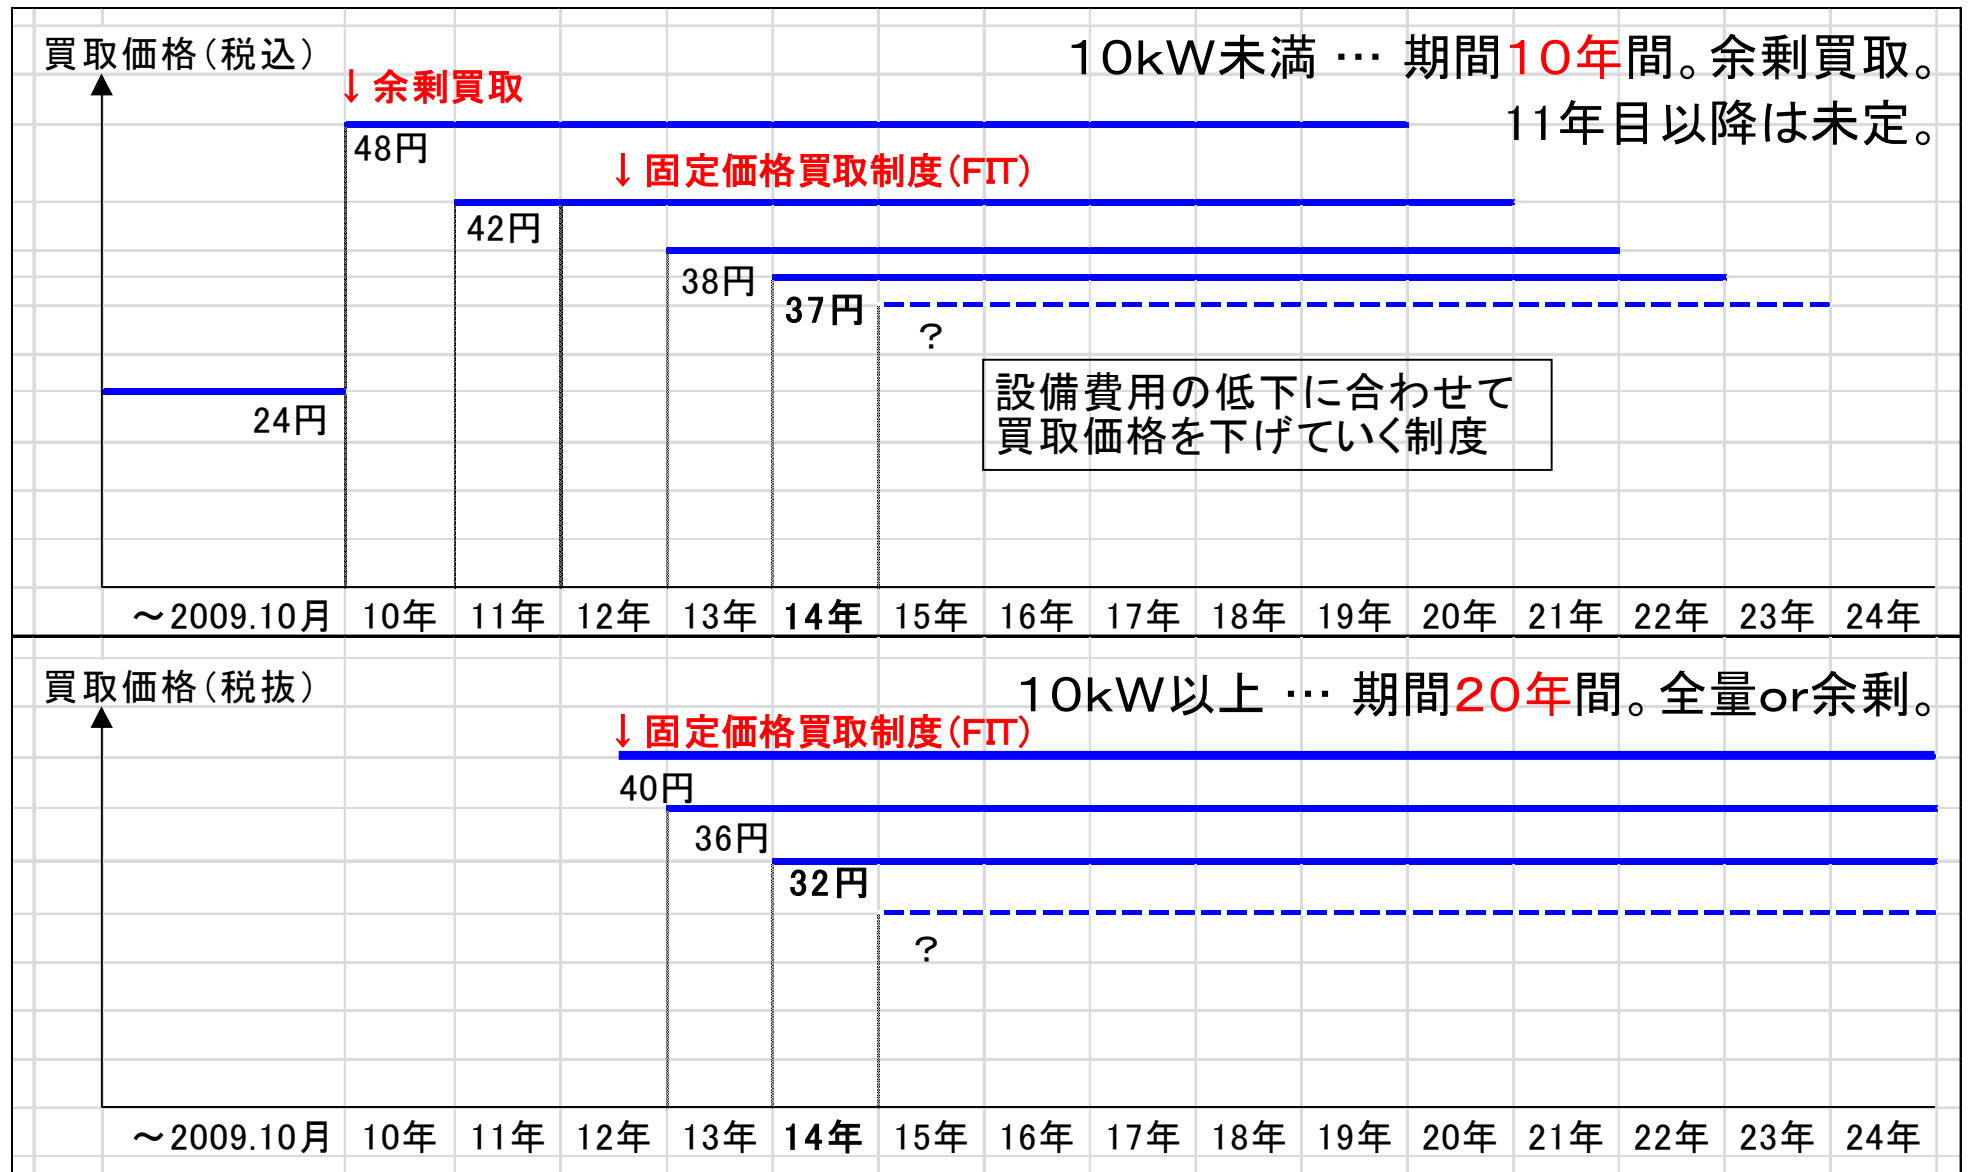 買取価格(税込)
10kW未満 … 期間10年間。余剰買取。
↓余剰買取
11年目以降は未定。
48円
↓固定価格買取制度(FIT)
42円
38円
37円
?
設備費用の低下に合わせて
買取価格を下げていく制度
24円
～2009.10月 10年 11年 12年 13年 14年 15年 16年 17年 18年 19年 20年 21年 22年 23年 24年
買取価格(税抜)
10kW以上 … 期間20年間。全量or余剰。
↓固定価格買取制度(FIT)
40円
36円
32円
?
～2009.10月 10年 11年 12年 13年 14年 15年 16年 17年 18年 19年 20年 21年 22年 23年 24年